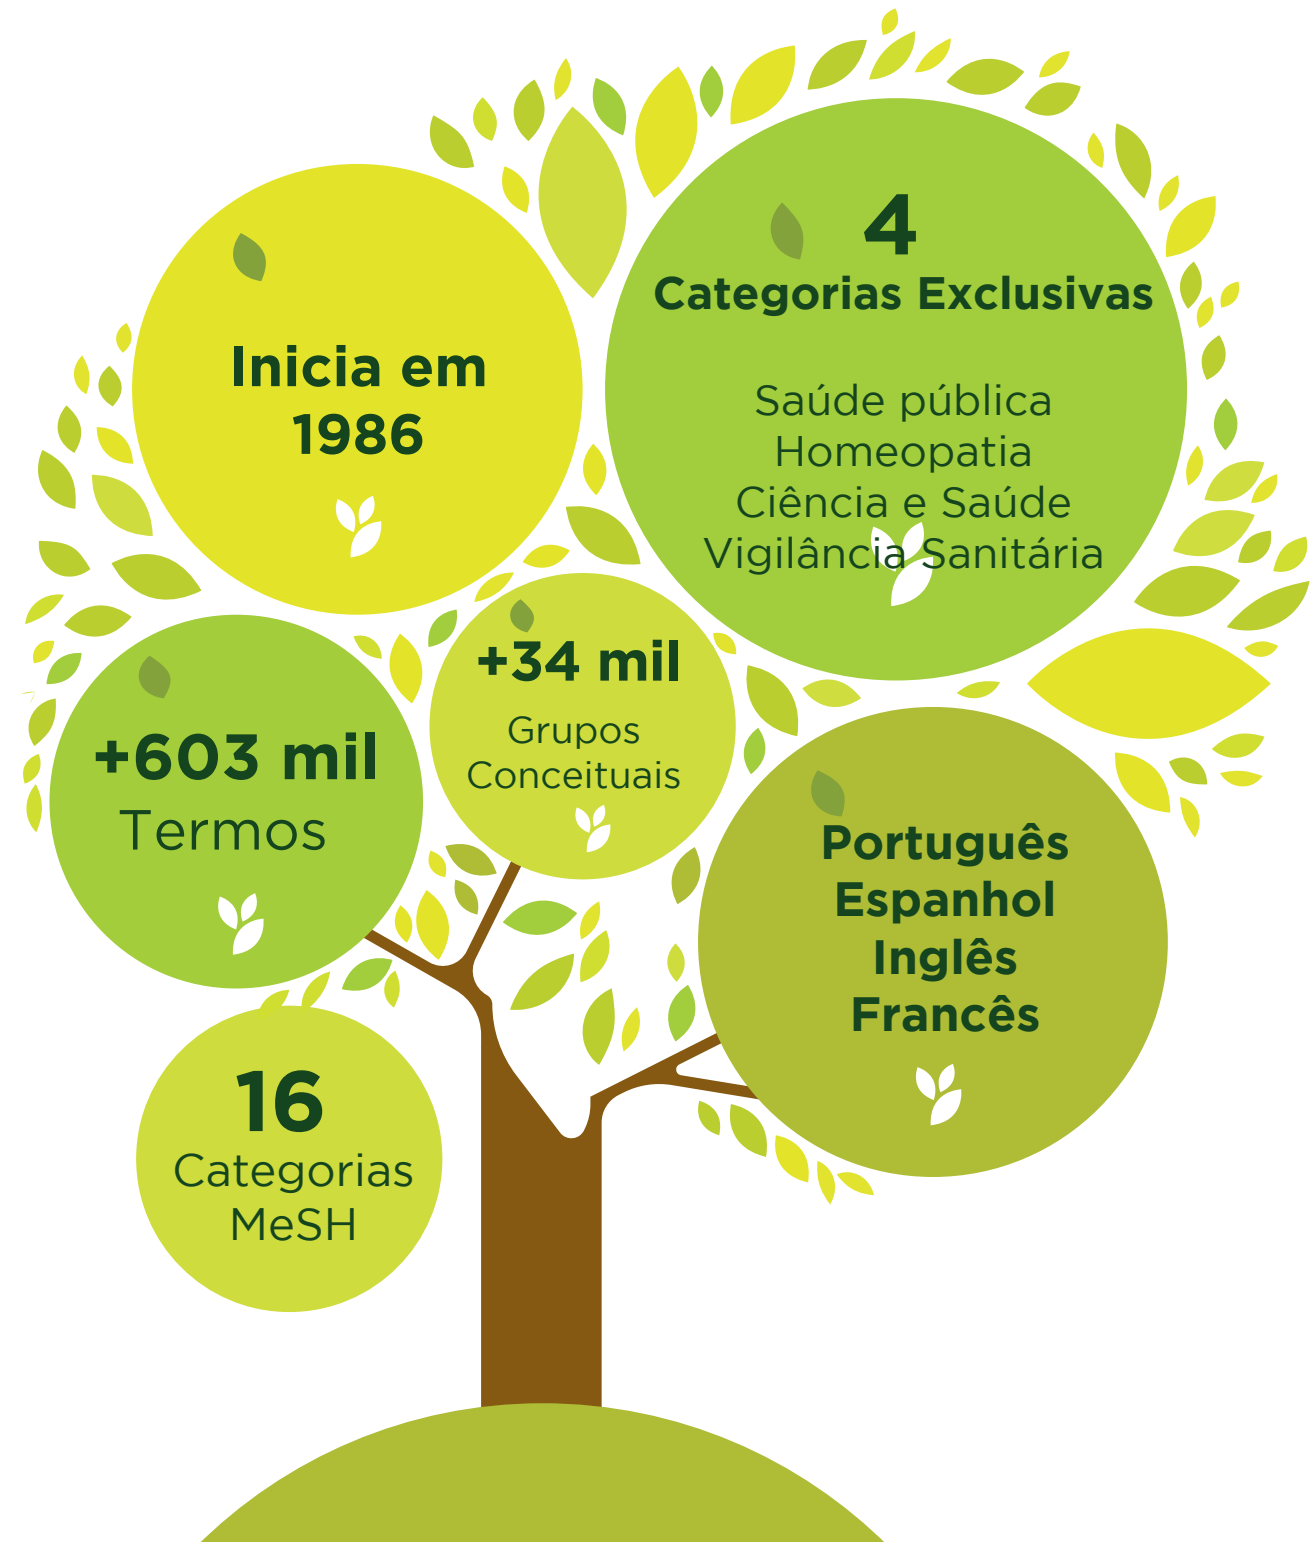 Inicia em
1986
4
Categorias Exclusivas
Saúde pública
Homeopatia
Ciência e Saúde
Vigilância Sanitária
+34 mil
Grupos
Conceituais
+603 mil
Termos
Português
Espanhol
Inglês
Francês
16
Categorias
MeSH